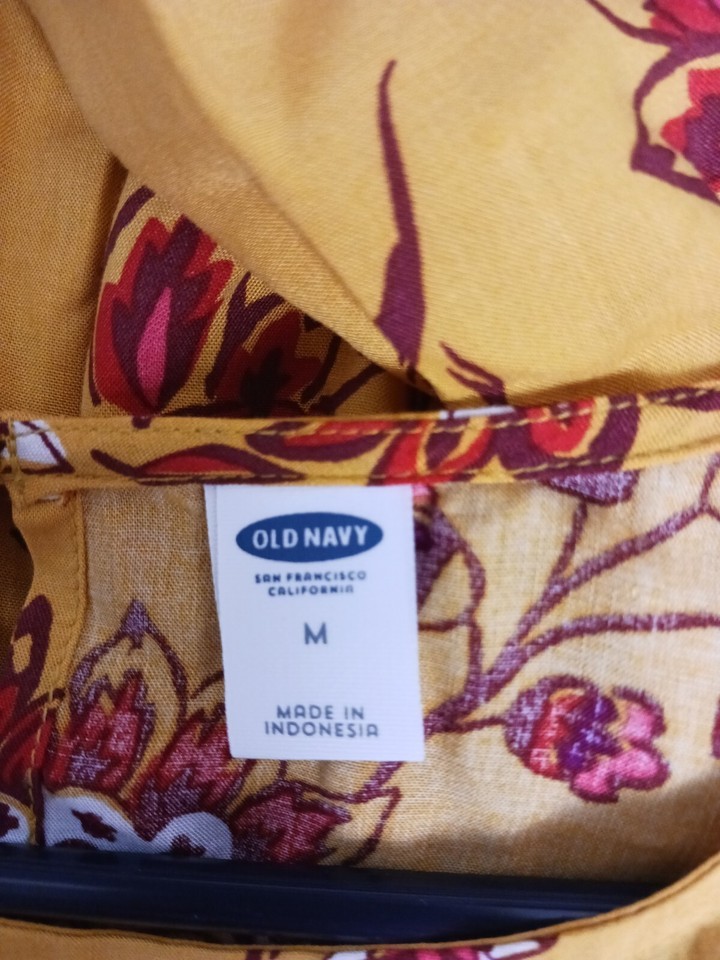 OLD NAVY
SAN FRANCISCO
CALIFORNIA
M
MADE IN
INDONESIA